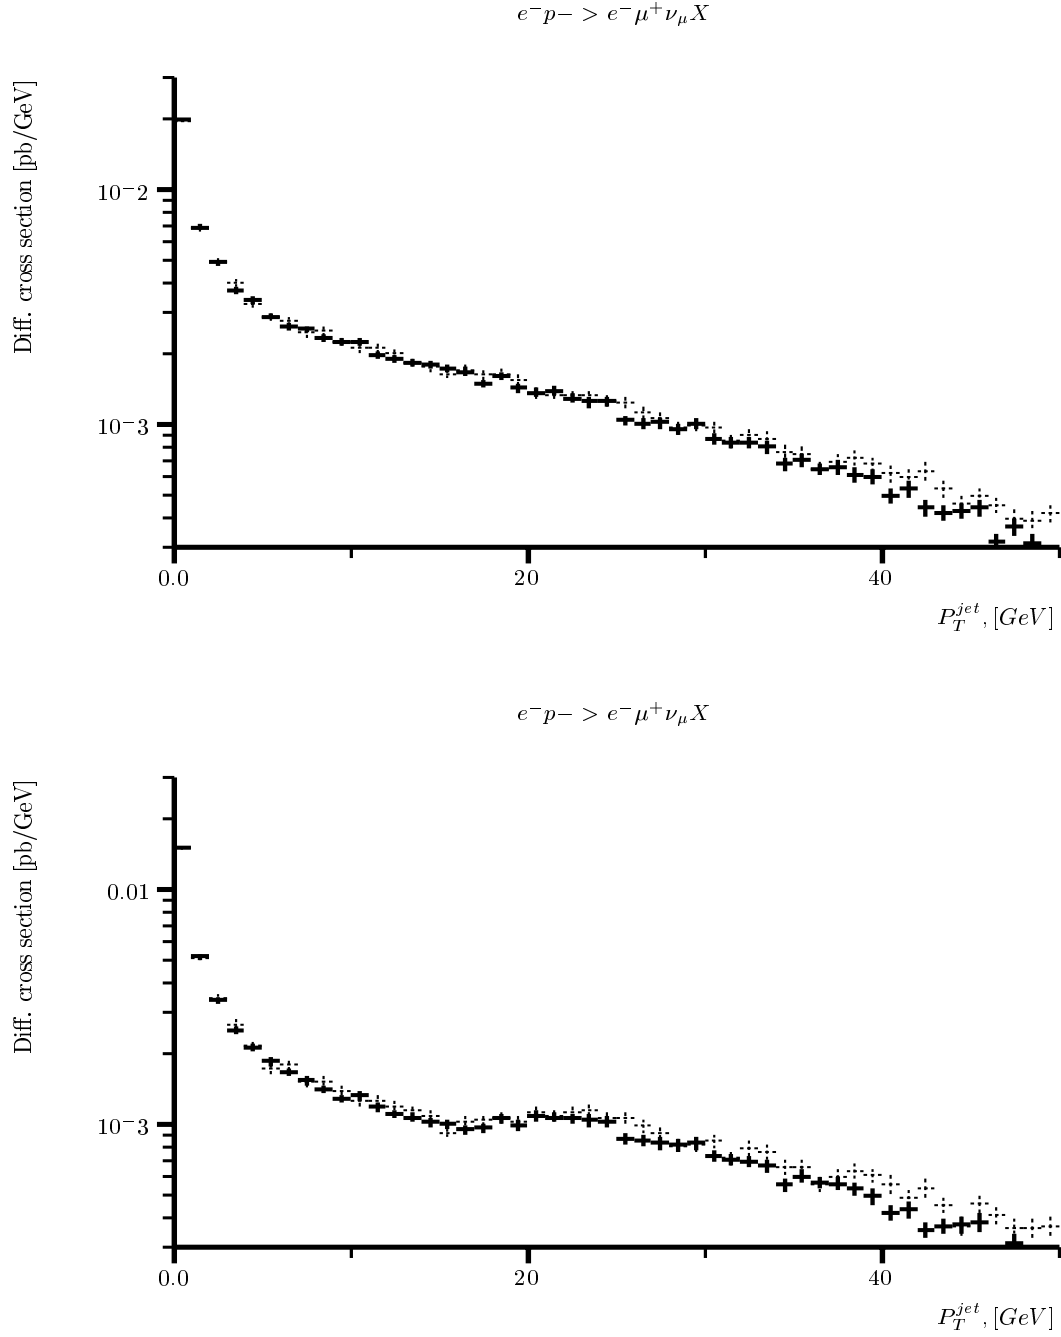 e⁻p− > e⁻μ⁺ν_μX
Diff. cross section [pb/GeV]
10−2
10−3
0.0 20 40
P_T^{jet}, [GeV]
e⁻p− > e⁻μ⁺ν_μX
Diff. cross section [pb/GeV]
0.01
10−3
0.0 20 40
P_T^{jet}, [GeV]